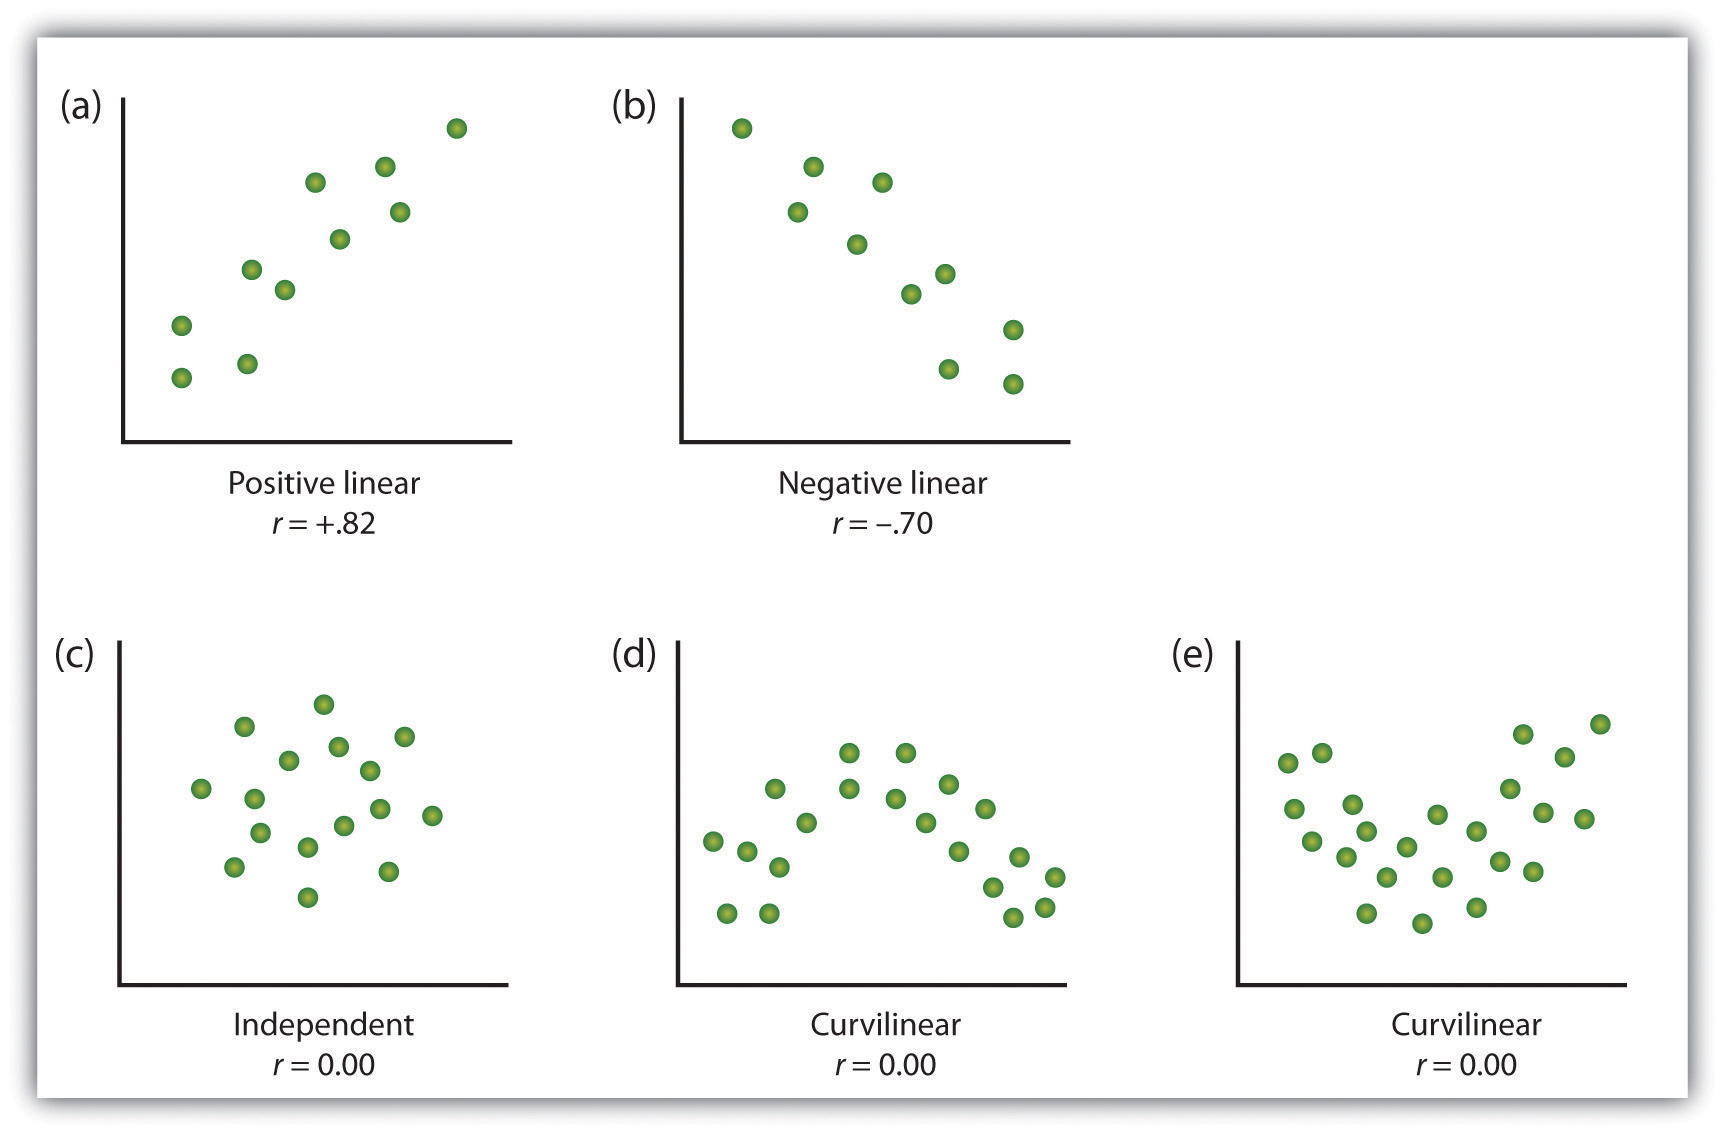 (a)
Positive linear
r = +.82
(b)
Negative linear
r = –.70
(c)
Independent
r = 0.00
(d)
Curvilinear
r = 0.00
(e)
Curvilinear
r = 0.00